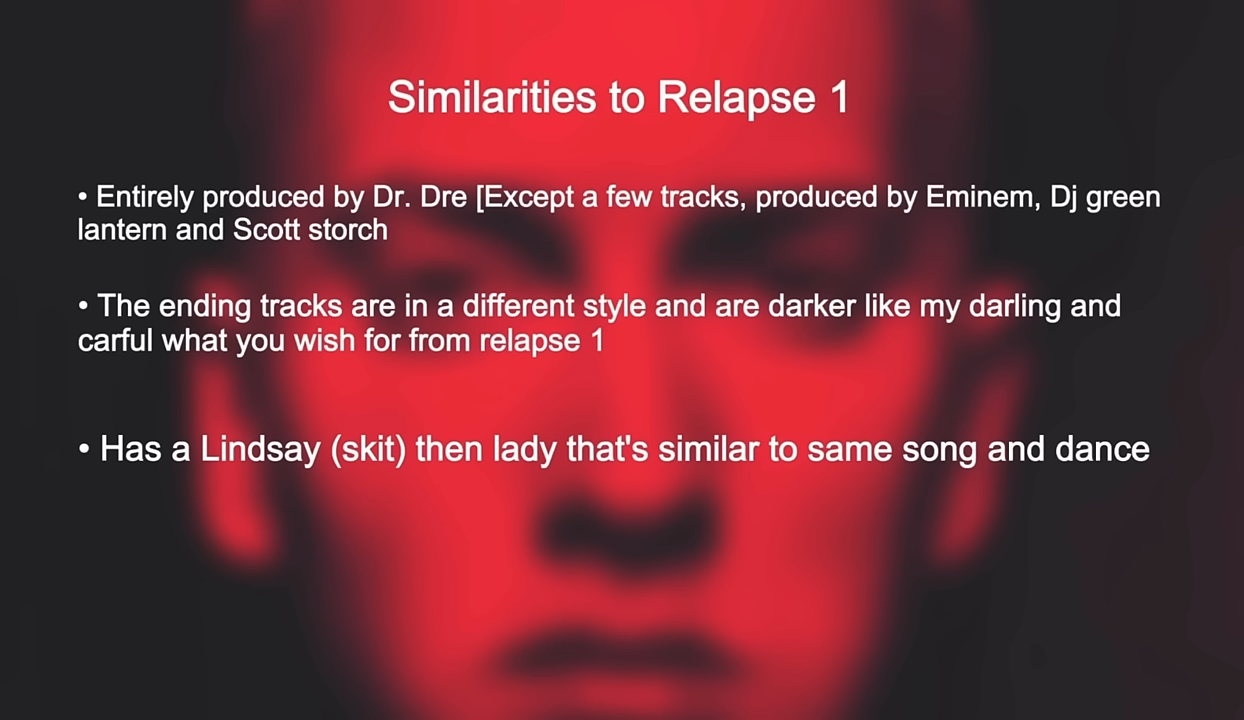 Similarities to Relapse 1
• Entirely produced by Dr. Dre [Except a few tracks, produced by Eminem, Dj green
lantern and Scott storch
• The ending tracks are in a different style and are darker like my darling and
carful what you wish for from relapse 1
• Has a Lindsay (skit) then lady that's similar to same song and dance